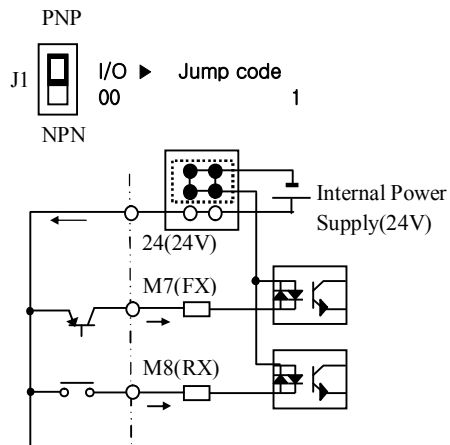 PNP
J1
I/O ▶ Jump code
00 1
NPN
Internal Power
Supply(24V)
24(24V)
M7(FX)
M8(RX)